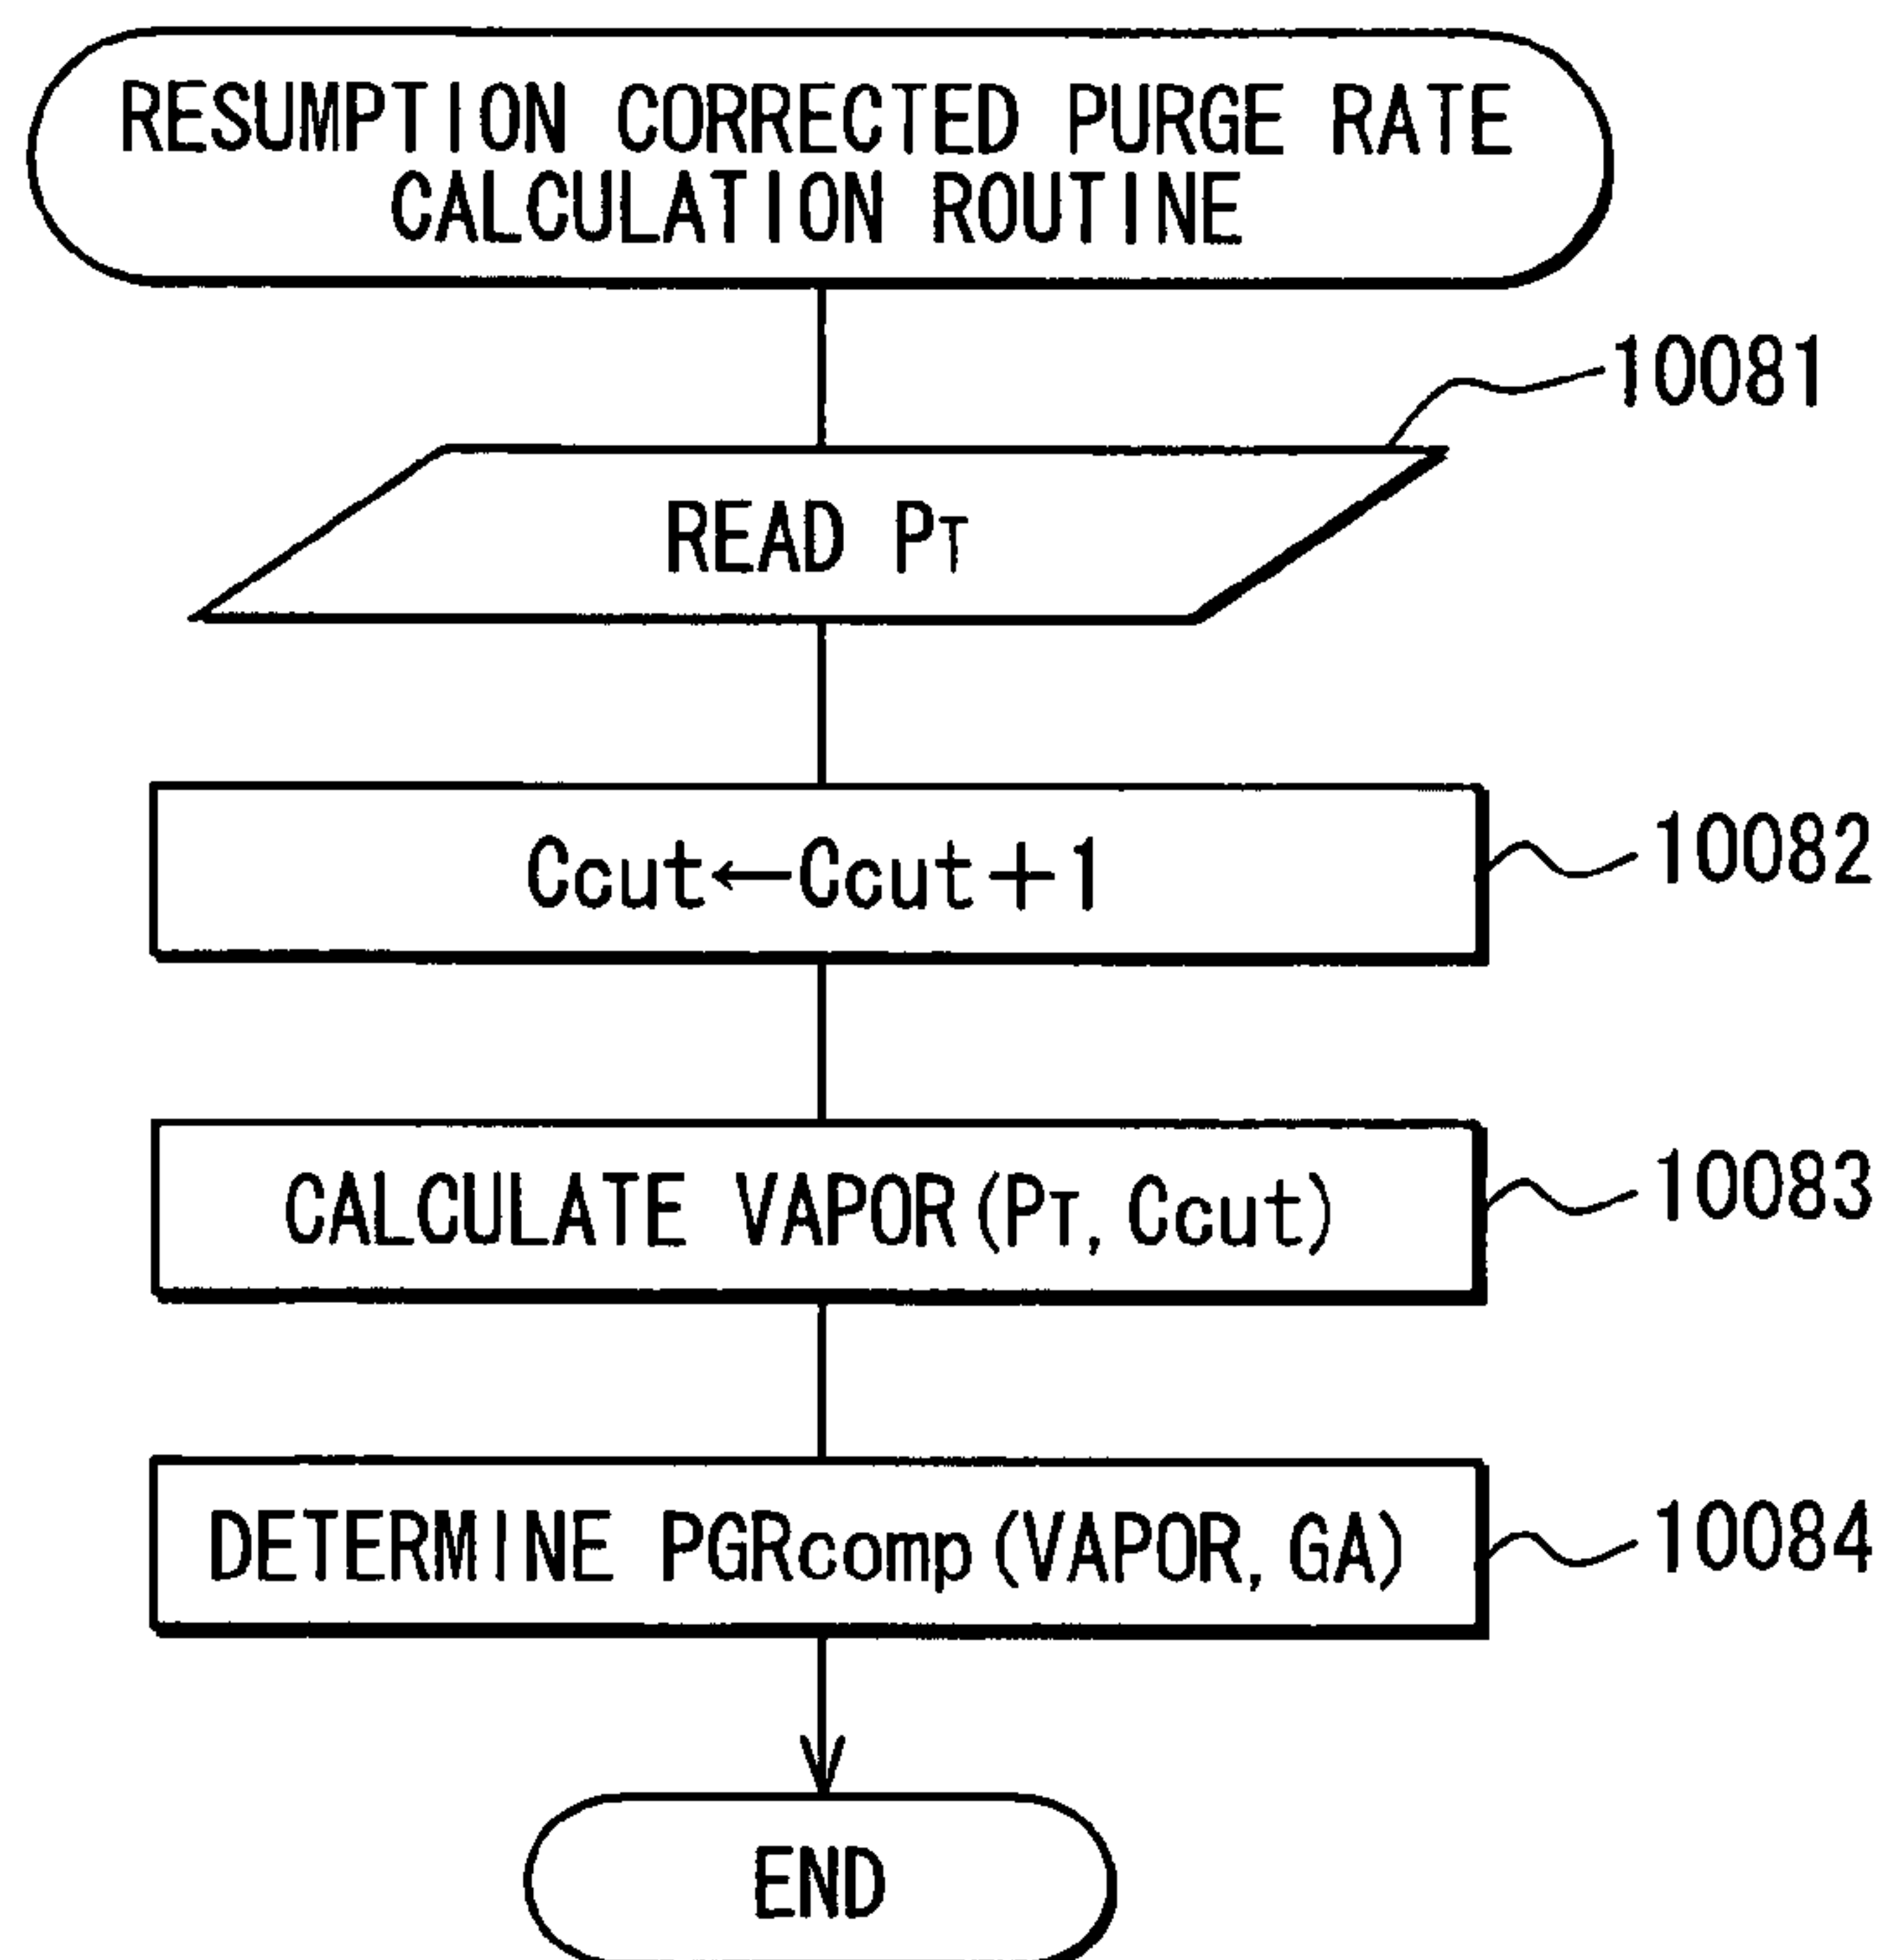 RESUMPTION CORRECTED PURGE RATE
CALCULATION ROUTINE
10081
READ PT
Ccut←Ccut+1
10082
CALCULATE VAPOR(PT, Ccut)
10083
DETERMINE PGRcomp(VAPOR, GA)
10084
END